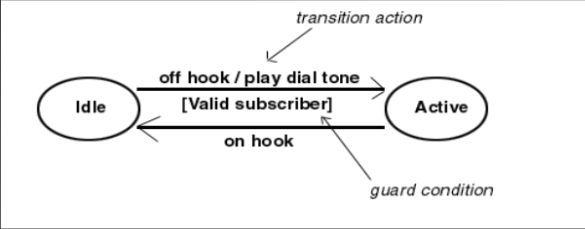 transition action
off hook / play dial tone
Idle
[Valid subscriber]
Active
on hook
guard condition